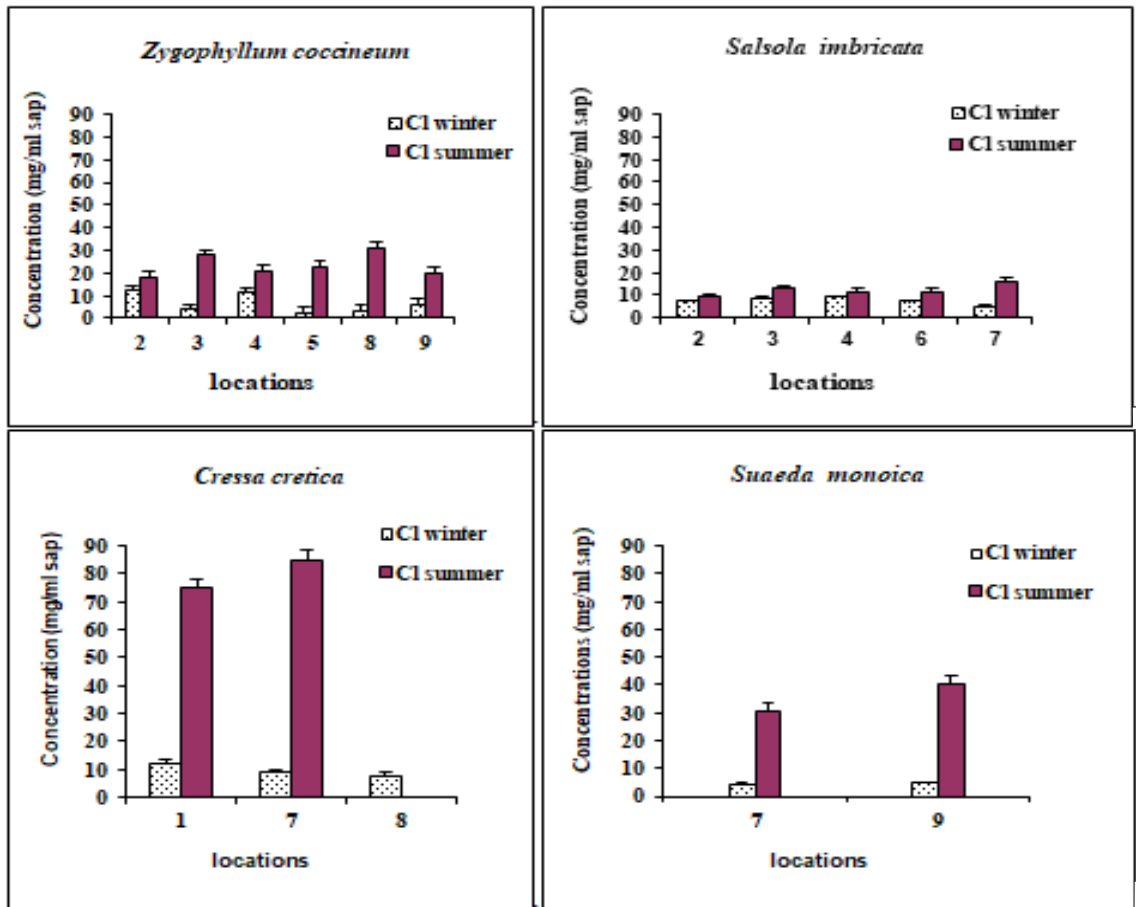 Zygophyllum coccineum
Concentration (mg/ml sap)
90
80
70
60
50
40
30
20
10
0
Cl winter
Cl summer
2 3 4 5 8 9
locations
Salsola imbricata
Concentration (mg/ml sap)
90
80
70
60
50
40
30
20
10
0
Cl winter
Cl summer
2 3 4 6 7
locations
Cressa cretica
Concentration (mg/ml sap)
90
80
70
60
50
40
30
20
10
0
Cl winter
Cl summer
1 7 8
locations
Suaeda monoica
Concentrations (mg/ml sap)
90
80
70
60
50
40
30
20
10
0
Cl winter
Cl summer
7 9
locations